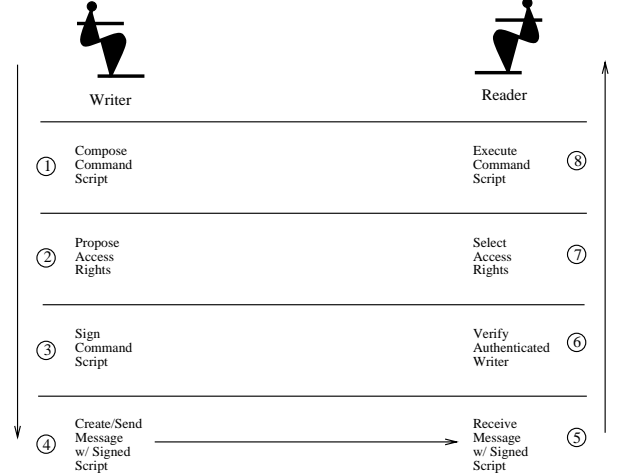 Writer
Reader
1
Compose
Command
Script
Execute
Command
Script
8
2
Propose
Access
Rights
Select
Access
Rights
7
3
Sign
Command
Script
Verify
Authenticated
Writer
6
4
Create/Send
Message
w/ Signed
Script
Receive
Message
w/ Signed
Script
5